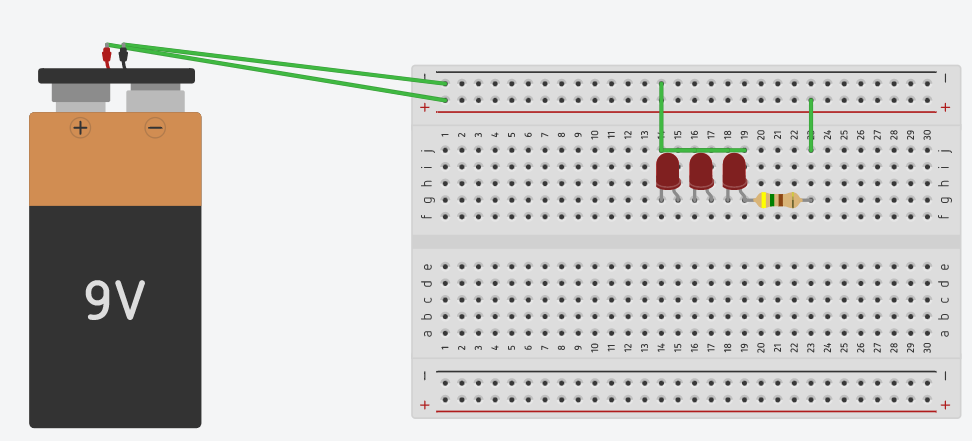 + −
9V
− −
+ +
1 2 3 4 5 6 7 8 9 10 11 12 13 14 15 16 17 18 19 20 21 22 23 24 25 26 27 28 29 30
j j
i i
h h
g g
f f
e e
d d
c c
b b
a a
1 2 3 4 5 6 7 8 9 10 11 12 13 14 15 16 17 18 19 20 21 22 23 24 25 26 27 28 29 30
− −
+ +